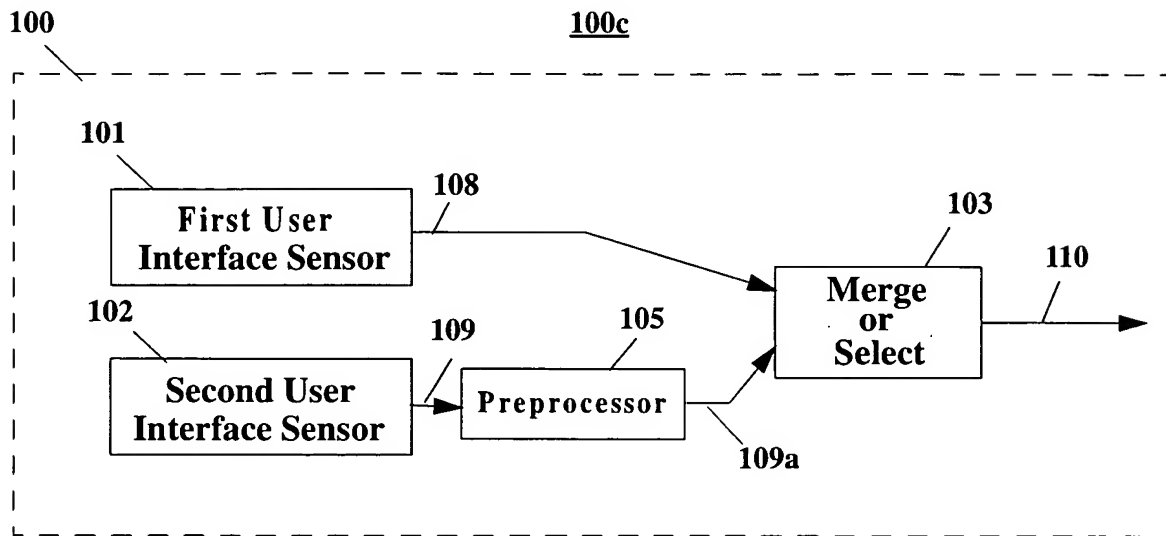 100c
100
101
108
First User
Interface Sensor
103
110
Merge
or
Select
102
109
105
Second User
Interface Sensor
Preprocessor
109a